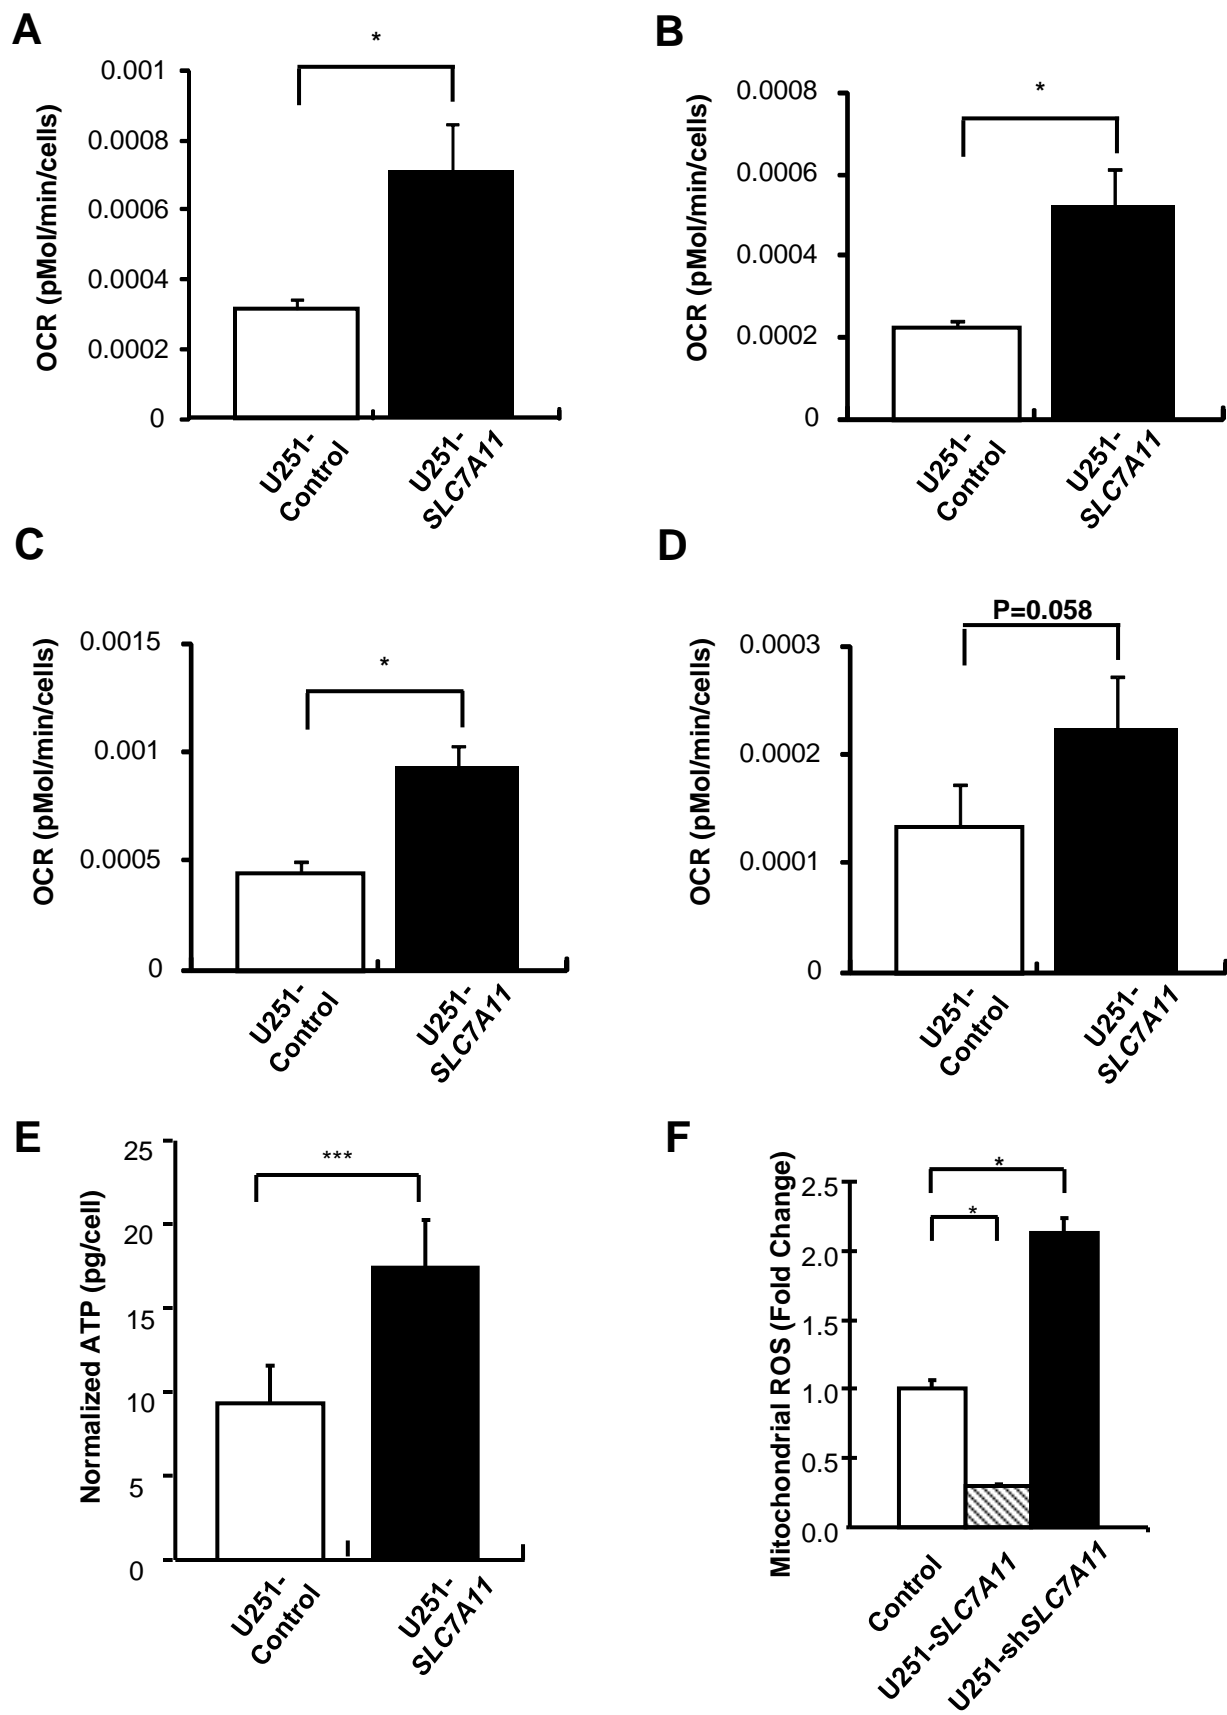 A
*
OCR (pMol/min/cells)
0.001
0.0008
0.0006
0.0004
0.0002
0
U251-
Control
U251-
SLC7A11
B
*
OCR (pMol/min/cells)
0.0008
0.0006
0.0004
0.0002
0
U251-
Control
U251-
SLC7A11
C
*
OCR (pMol/min/cells)
0.0015
0.001
0.0005
0
U251-
Control
U251-
SLC7A11
D
P=0.058
OCR (pMol/min/cells)
0.0003
0.0002
0.0001
0
U251-
Control
U251-
SLC7A11
E
***
Normalized ATP (pg/cell)
25
20
15
10
5
0
U251-
Control
U251-
SLC7A11
F
*
*
Mitochondrial ROS (Fold Change)
2.5
2.0
1.5
1.0
0.5
0.0
Control
U251-SLC7A11
U251-shSLC7A11